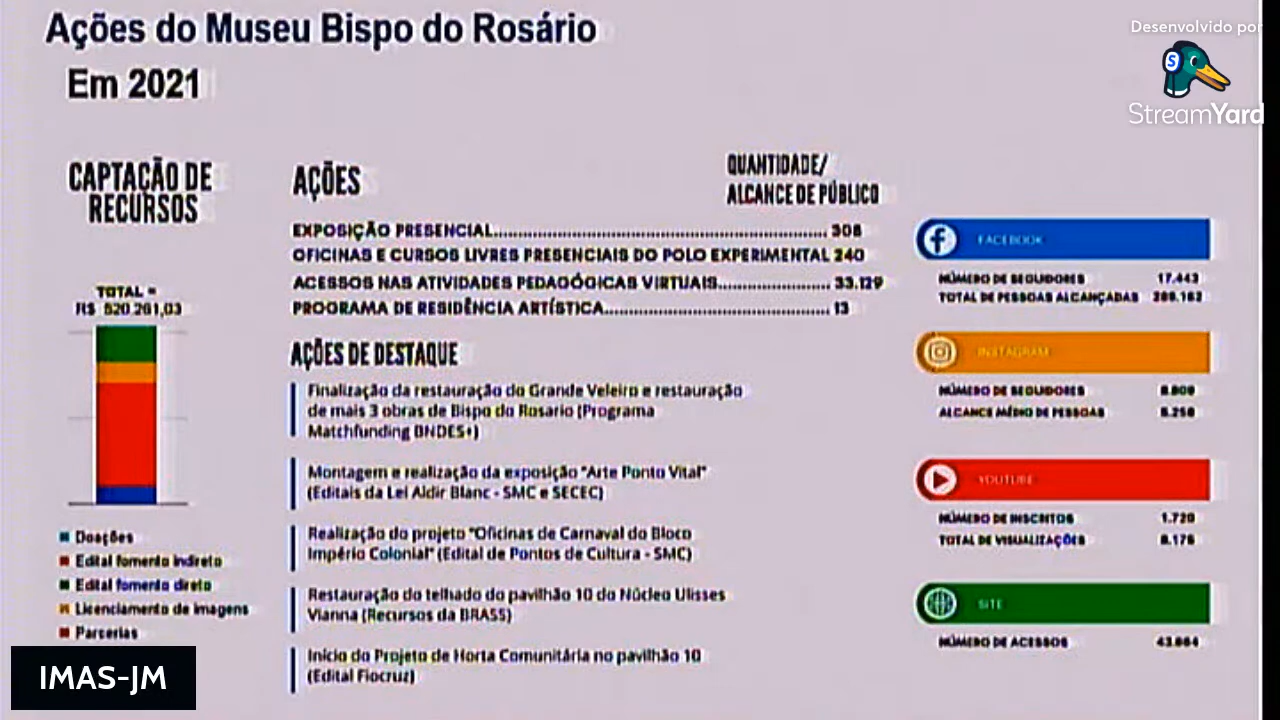 Ações do Museu Bispo do Rosário
Em 2021
Desenvolvido por
StreamYard
CAPTAÇÃO DE
RECURSOS
TOTAL =
R$ 520.261,03
Doações
Edital fomento indireto
Edital fomento direto
Licenciamento de imagens
Parcerias
AÇÕES
QUANTIDADE/
ALCANCE DE PÚBLICO
EXPOSIÇÃO PRESENCIAL................ 308
OFICINAS E CURSOS LIVRES PRESENCIAIS DO POLO EXPERIMENTAL 240
ACESSOS NAS ATIVIDADES PEDAGÓGICAS VIRTUAIS................ 33.129
PROGRAMA DE RESIDÊNCIA ARTÍSTICA................ 13
AÇÕES DE DESTAQUE
Finalização da restauração do Grande Veleiro e restauração
de mais 3 obras de Bispo do Rosario (Programa
Matchfunding BNDES+)
Montagem e realização da exposição "Arte Ponto Vital"
(Editais da Lei Aldir Blanc - SMC e SECEC)
Realização do projeto "Oficinas de Carnaval do Bloco
Império Colonial" (Edital de Pontos de Cultura - SMC)
Restauração do telhado do pavilhão 10 do Núcleo Ulisses
Vianna (Recursos da BRASS)
Início do Projeto de Horta Comunitária no pavilhão 10
(Edital Fiocruz)
FACEBOOK
NÚMERO DE SEGUIDORES 17.443
TOTAL DE PESSOAS ALCANÇADAS
INSTAGRAM
NÚMERO DE SEGUIDORES
ALCANCE MÉDIO DE PESSOAS
YOUTUBE
NÚMERO DE INSCRITOS 1.720
TOTAL DE VISUALIZAÇÕES
SITE
NÚMERO DE ACESSOS
IMAS-JM